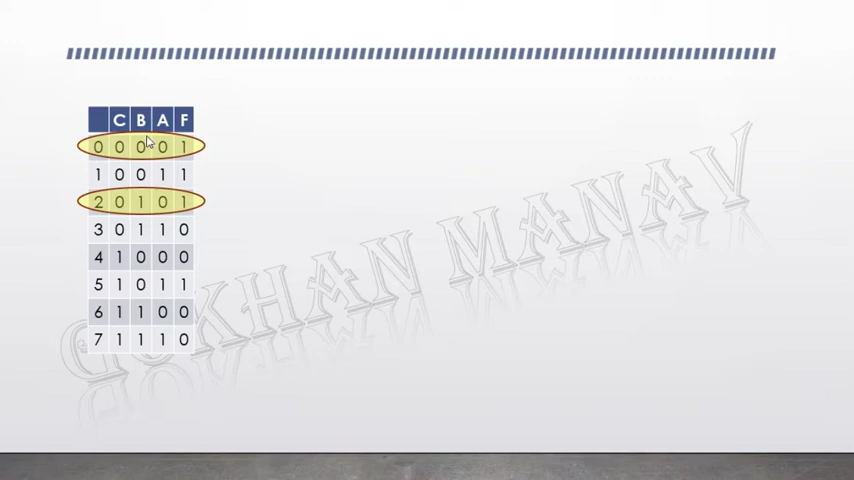 C B A F
0 0 0 0 1
1 0 0 1 1
2 0 1 0 1
3 0 1 1 0
4 1 0 0 0
5 1 0 1 1
6 1 1 0 0
7 1 1 1 0
GOKHAN MANAV